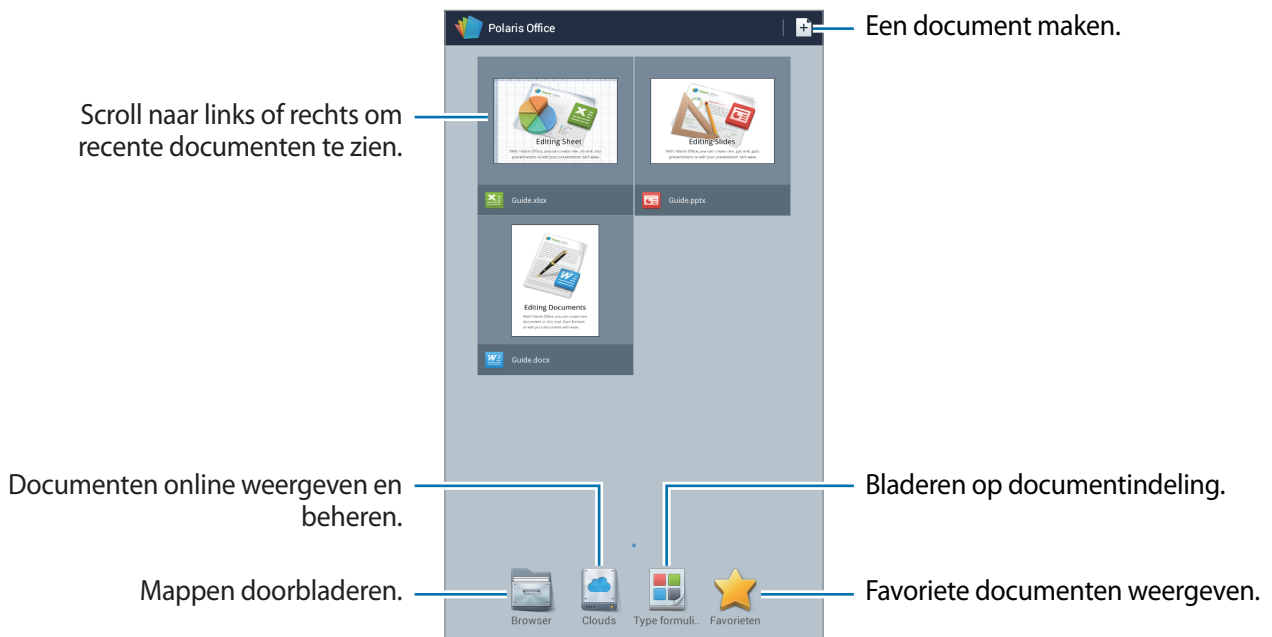 Polaris Office
Een document maken.
Scroll naar links of rechts om
recente documenten te zien.
Editing Sheet
Editing Slides
Guide.xlsx
Guide.pptx
Editing Documents
Guide.docx
Documenten online weergeven en
beheren.
Bladeren op documentindeling.
Mappen doorbladeren.
Favoriete documenten weergeven.
Browser
Clouds
Type formuli..
Favorieten